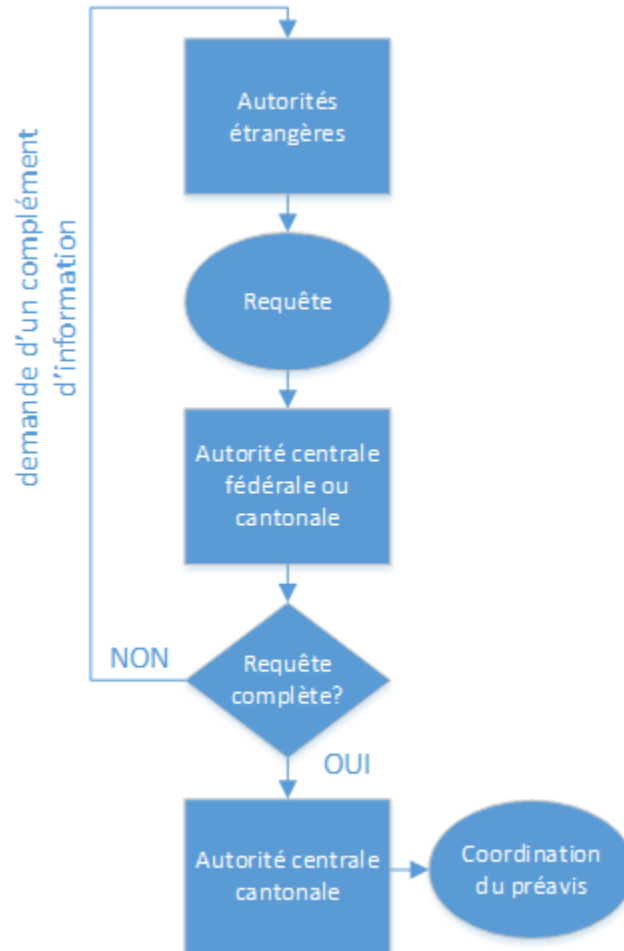 Autorités
étrangères
demande d'un complément
d'information
Requête
Autorité centrale
fédérale ou
cantonale
NON
Requête
complète?
OUI
Autorité centrale
cantonale
Coordination
du préavis